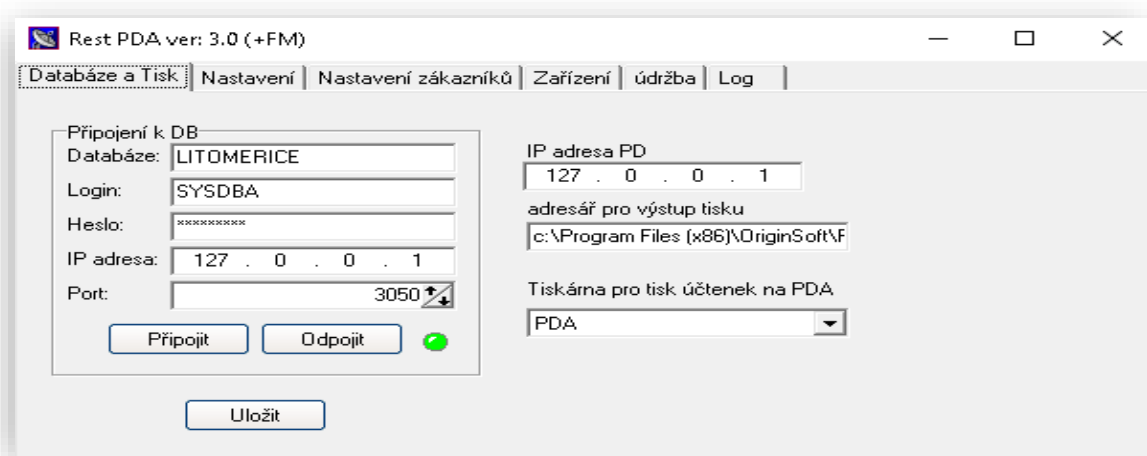 Rest PDA ver: 3.0 (+FM)
Databáze a Tisk Nastavení Nastavení zákazníků Zařízení údržba Log
Připojení k DB
Databáze: LITOMERICE
Login: SYSDBA
Heslo: *********
IP adresa: 127 . 0 . 0 . 1
Port: 3050
Připojit Odpojit
Uložit
IP adresa PD
127 . 0 . 0 . 1
adresář pro výstup tisku
c:\Program Files (x86)\OriginSoft\F
Tiskárna pro tisk účtenek na PDA
PDA